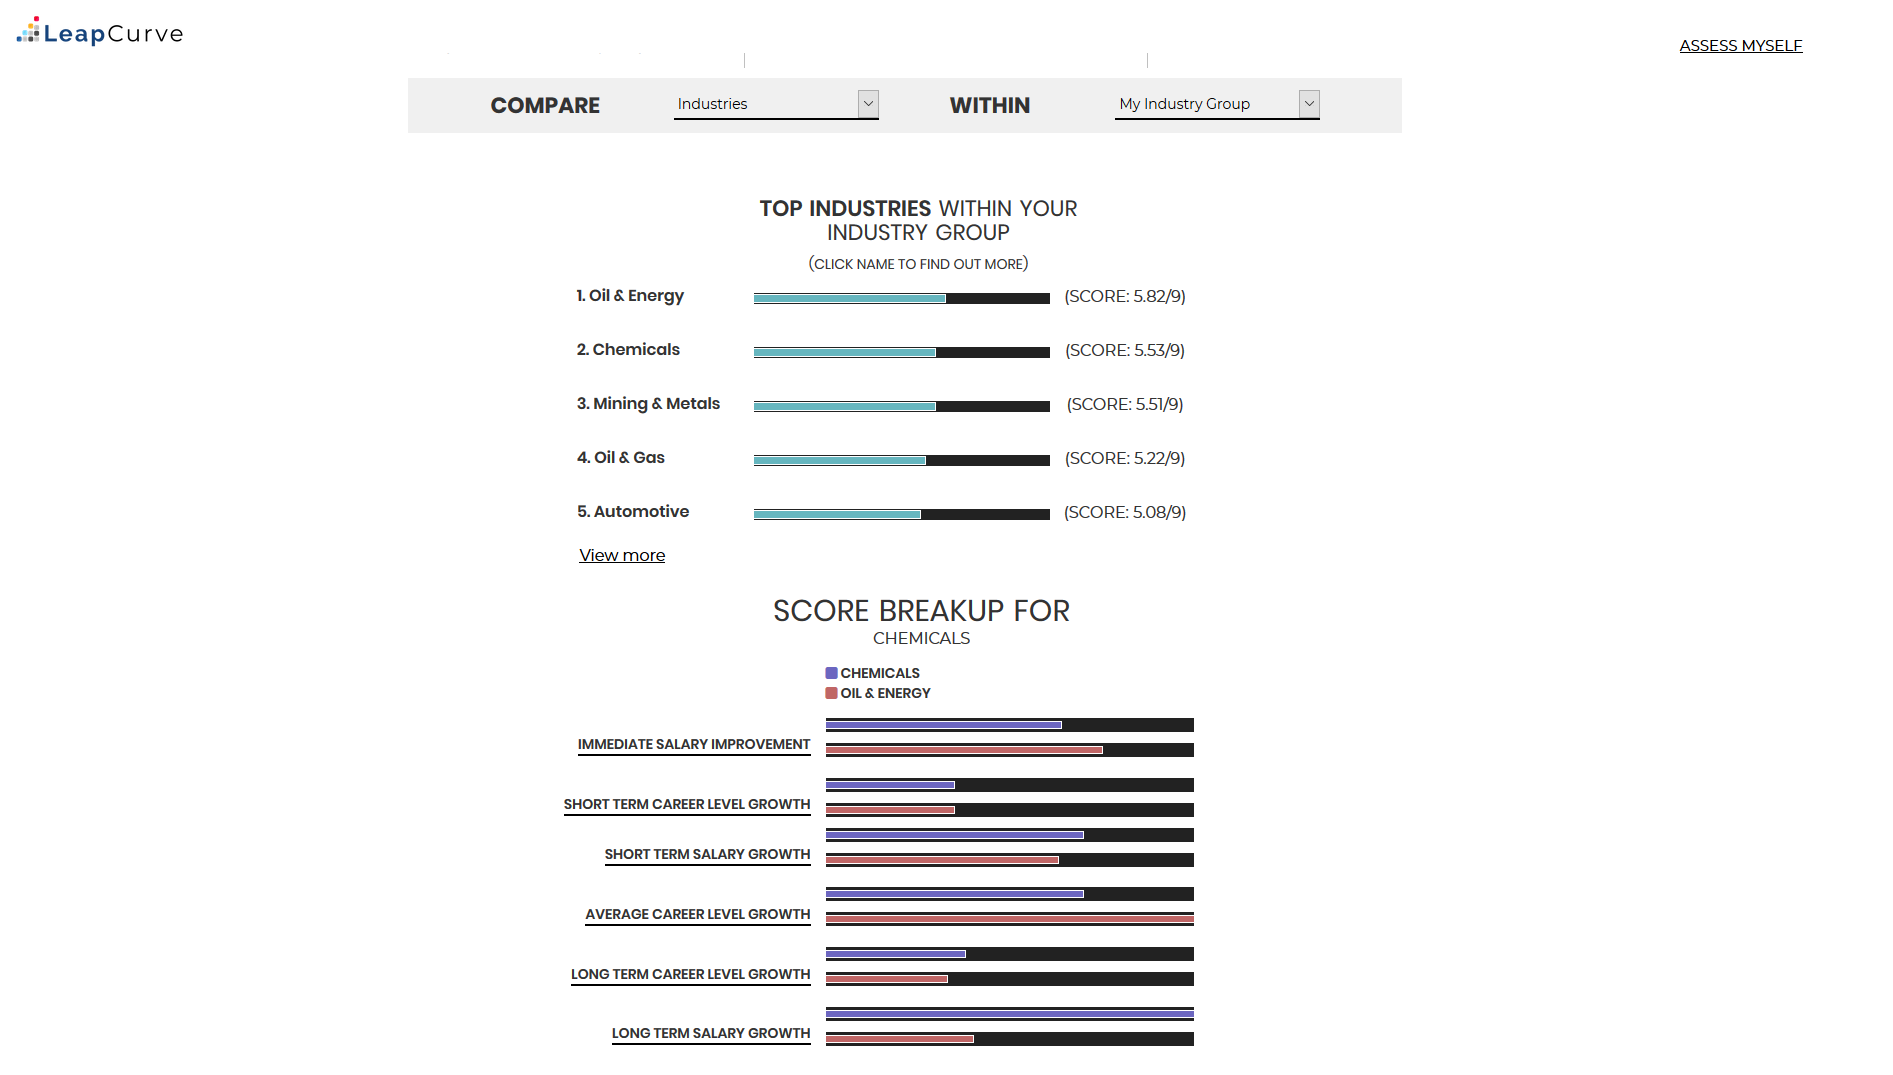 LeapCurve
ASSESS MYSELF
COMPARE Industries WITHIN My Industry Group
TOP INDUSTRIES WITHIN YOUR
INDUSTRY GROUP
(CLICK NAME TO FIND OUT MORE)
1. Oil & Energy (SCORE: 5.82/9)
2. Chemicals (SCORE: 5.53/9)
3. Mining & Metals (SCORE: 5.51/9)
4. Oil & Gas (SCORE: 5.22/9)
5. Automotive (SCORE: 5.08/9)
View more
SCORE BREAKUP FOR
CHEMICALS
CHEMICALS
OIL & ENERGY
IMMEDIATE SALARY IMPROVEMENT
SHORT TERM CAREER LEVEL GROWTH
SHORT TERM SALARY GROWTH
AVERAGE CAREER LEVEL GROWTH
LONG TERM CAREER LEVEL GROWTH
LONG TERM SALARY GROWTH